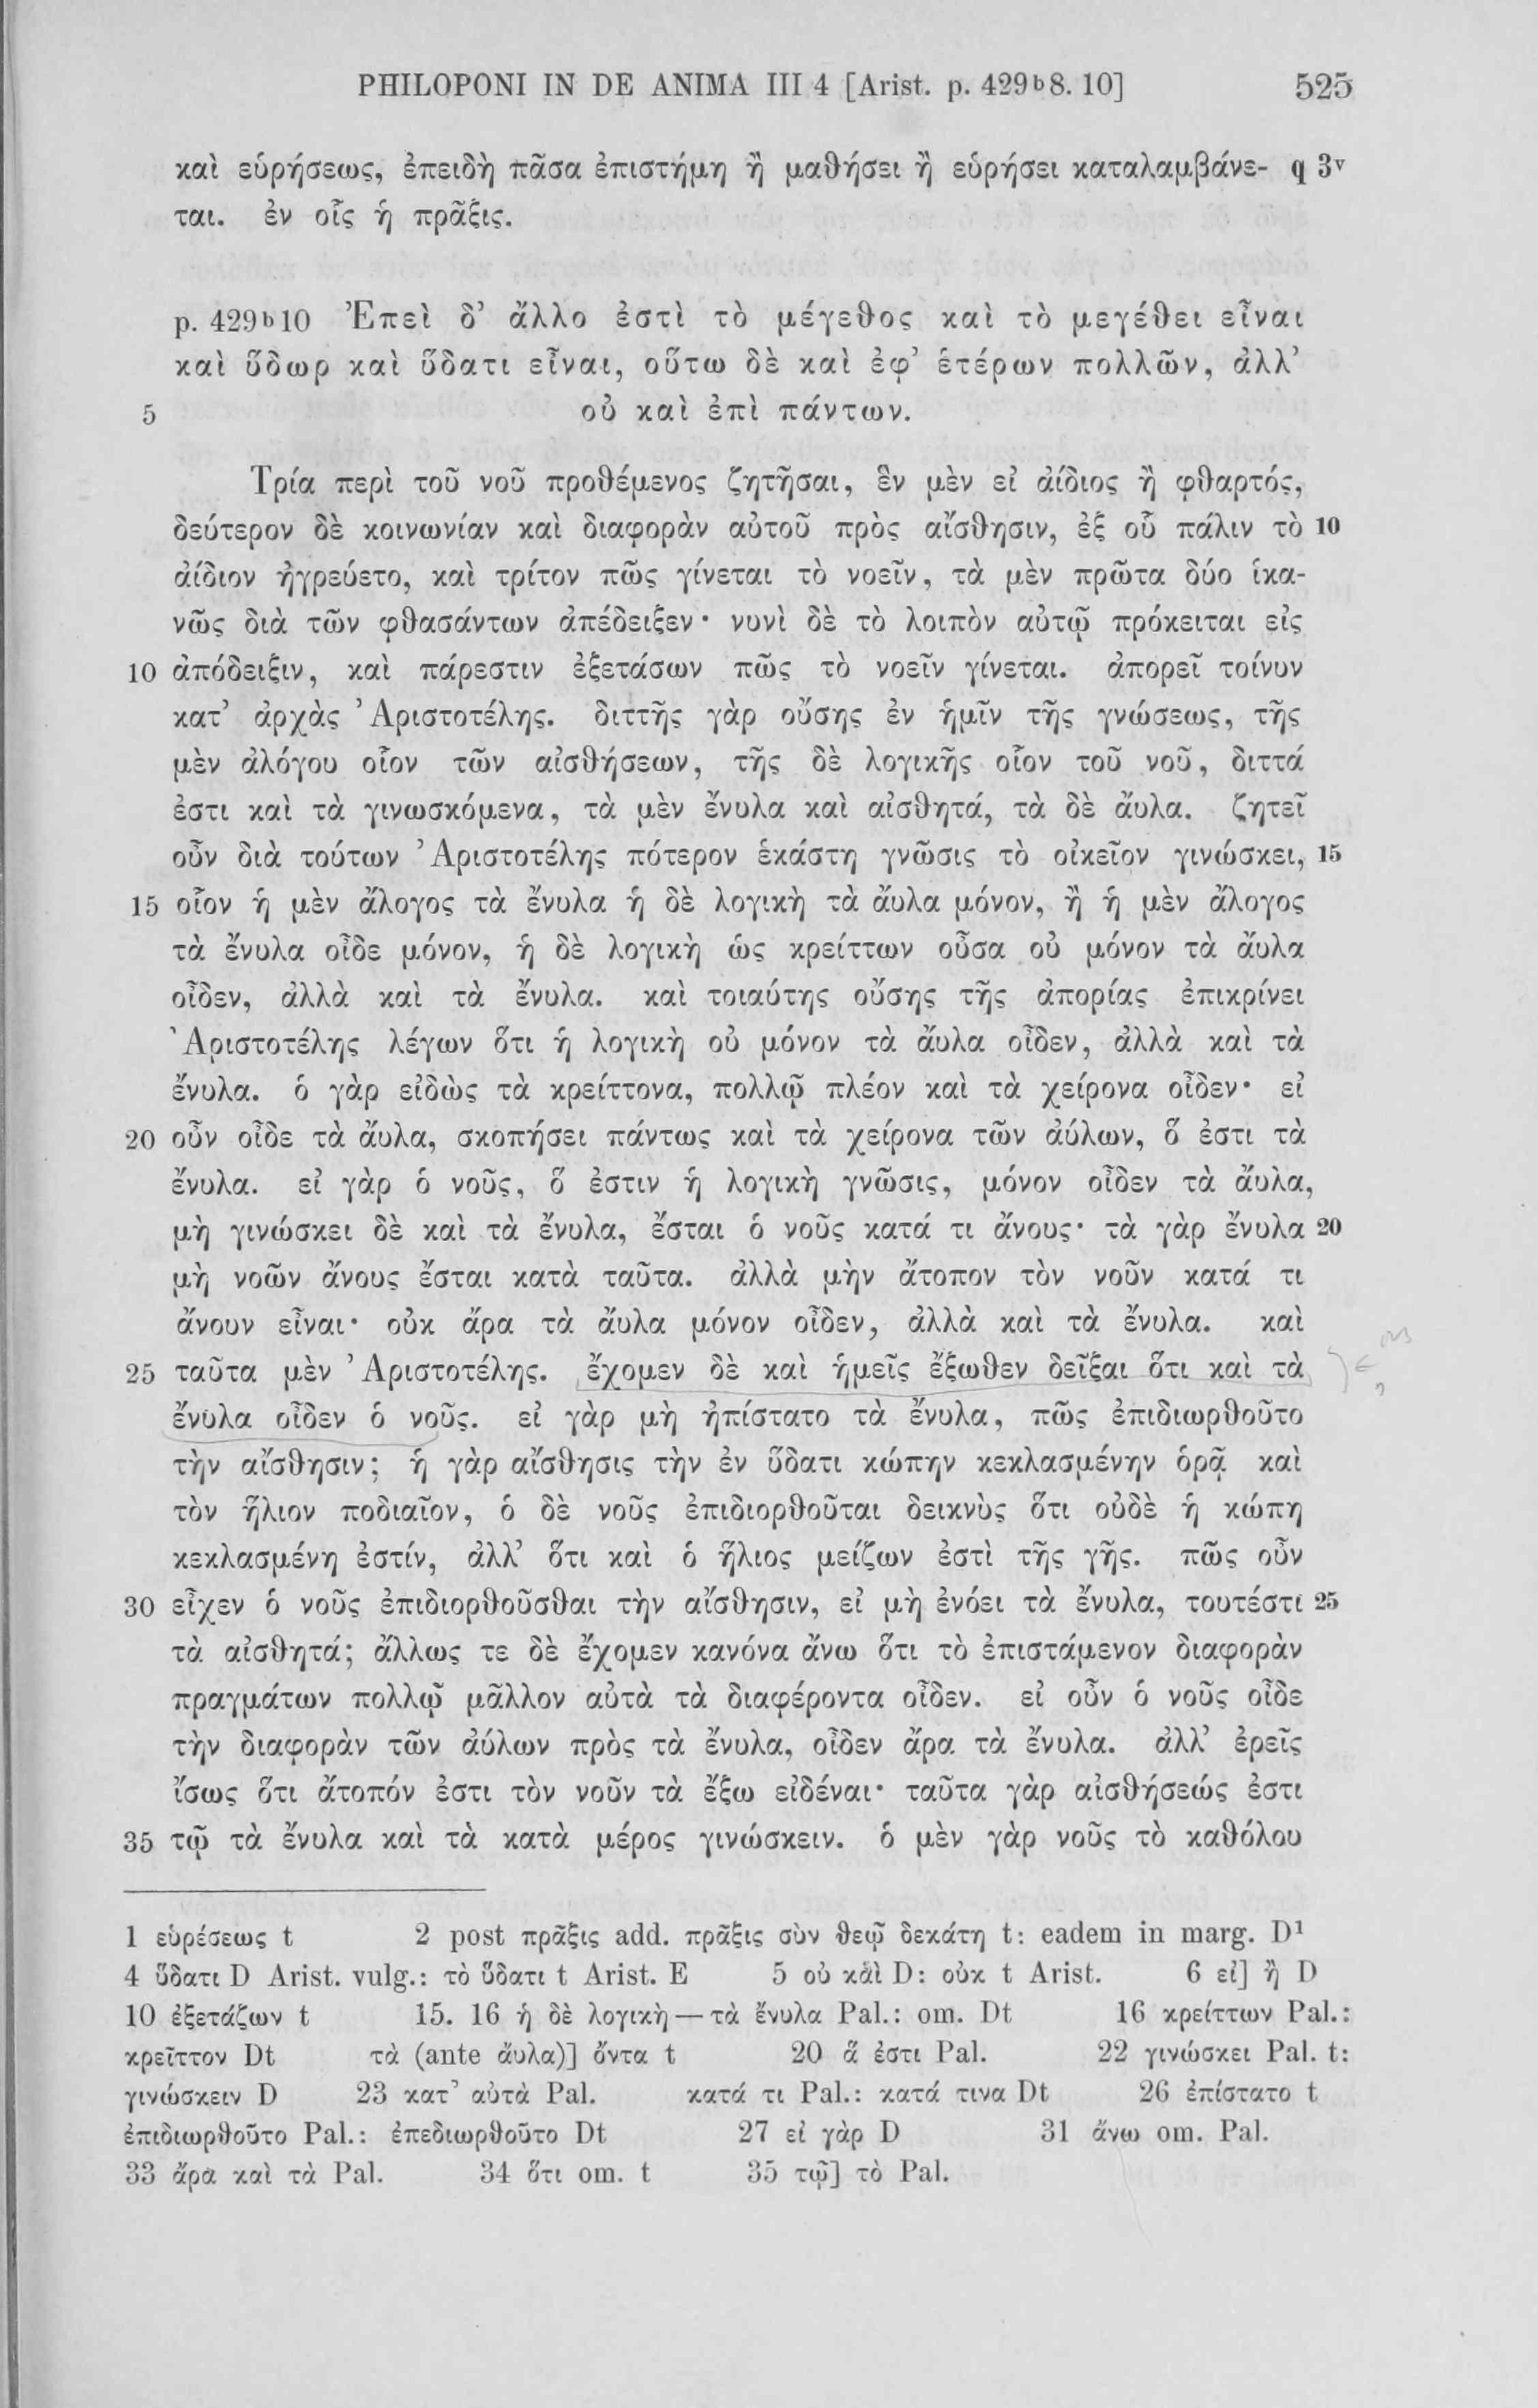 PHILOPONI IN DE ANIMA III 4 [Arist. p. 429ᵇ8. 10] 525
καὶ εὑρήσεως, ἐπειδὴ πᾶσα ἐπιστήμη ἢ μαθήσει ἢ εὑρήσει καταλαμβάνε- q 3ᵛ
ται. ἐν οἷς ἡ πρᾶξις.
p. 429ᵇ10 Ἐπεὶ δ’ ἄλλο ἐστὶ τὸ μέγεθος καὶ τὸ μεγέθει εἶναι
καὶ ὕδωρ καὶ ὕδατι εἶναι, οὕτω δὲ καὶ ἐφ’ ἑτέρων πολλῶν, ἀλλ’
5 οὐ καὶ ἐπὶ πάντων.
Τρία περὶ τοῦ νοῦ προθέμενος ζητῆσαι, ἓν μὲν εἰ ἀίδιος ἢ φθαρτός,
δεύτερον δὲ κοινωνίαν καὶ διαφορὰν αὐτοῦ πρὸς αἴσθησιν, ἐξ οὗ πάλιν τὸ 10
ἀίδιον ἠγρεύετο, καὶ τρίτον πῶς γίνεται τὸ νοεῖν, τὰ μὲν πρῶτα δύο ἱκα-
νῶς διὰ τῶν φθασάντων ἀπέδειξεν· νυνὶ δὲ τὸ λοιπὸν αὐτῷ πρόκειται εἰς
10 ἀπόδειξιν, καὶ πάρεστιν ἐξετάσων πῶς τὸ νοεῖν γίνεται. ἀπορεῖ τοίνυν
κατ’ ἀρχὰς Ἀριστοτέλης. διττῆς γὰρ οὔσης ἐν ἡμῖν τῆς γνώσεως, τῆς
μὲν ἀλόγου οἷον τῶν αἰσθήσεων, τῆς δὲ λογικῆς οἷον τοῦ νοῦ, διττά
ἐστι καὶ τὰ γινωσκόμενα, τὰ μὲν ἔνυλα καὶ αἰσθητά, τὰ δὲ ἄυλα. ζητεῖ
οὖν διὰ τούτων Ἀριστοτέλης πότερον ἑκάστη γνῶσις τὸ οἰκεῖον γινώσκει, 15
15 οἷον ἡ μὲν ἄλογος τὰ ἔνυλα ἡ δὲ λογικὴ τὰ ἄυλα μόνον, ἢ ἡ μὲν ἄλογος
τὰ ἔνυλα οἶδε μόνον, ἡ δὲ λογικὴ ὡς κρείττων οὖσα οὐ μόνον τὰ ἄυλα
οἶδεν, ἀλλὰ καὶ τὰ ἔνυλα. καὶ τοιαύτης οὔσης τῆς ἀπορίας ἐπικρίνει
Ἀριστοτέλης λέγων ὅτι ἡ λογικὴ οὐ μόνον τὰ ἄυλα οἶδεν, ἀλλὰ καὶ τὰ
ἔνυλα. ὁ γὰρ εἰδὼς τὰ κρείττονα, πολλῷ πλέον καὶ τὰ χείρονα οἶδεν· εἰ
20 οὖν οἶδε τὰ ἄυλα, σκοπήσει πάντως καὶ τὰ χείρονα τῶν ἀύλων, ὅ ἐστι τὰ
ἔνυλα. εἰ γὰρ ὁ νοῦς, ὅ ἐστιν ἡ λογικὴ γνῶσις, μόνον οἶδεν τὰ ἄυλα,
μὴ γινώσκει δὲ καὶ τὰ ἔνυλα, ἔσται ὁ νοῦς κατά τι ἄνους· τὰ γὰρ ἔνυλα 20
μὴ νοῶν ἄνους ἔσται κατὰ ταῦτα. ἀλλὰ μὴν ἄτοπον τὸν νοῦν κατά τι
ἄνουν εἶναι· οὐκ ἄρα τὰ ἄυλα μόνον οἶδεν, ἀλλὰ καὶ τὰ ἔνυλα. καὶ
25 ταῦτα μὲν Ἀριστοτέλης. ἔχομεν δὲ καὶ ἡμεῖς ἔξωθεν δεῖξαι ὅτι καὶ τὰ
ἔνυλα οἶδεν ὁ νοῦς. εἰ γὰρ μὴ ἠπίστατο τὰ ἔνυλα, πῶς ἐπιδιωρθοῦτο
τὴν αἴσθησιν; ἡ γὰρ αἴσθησις τὴν ἐν ὕδατι κώπην κεκλασμένην ὁρᾷ καὶ
τὸν ἥλιον ποδιαῖον, ὁ δὲ νοῦς ἐπιδιορθοῦται δεικνὺς ὅτι οὐδὲ ἡ κώπη
κεκλασμένη ἐστίν, ἀλλ’ ὅτι καὶ ὁ ἥλιος μείζων ἐστὶ τῆς γῆς. πῶς οὖν
30 εἶχεν ὁ νοῦς ἐπιδιορθοῦσθαι τὴν αἴσθησιν, εἰ μὴ ἐνόει τὰ ἔνυλα, τουτέστι 25
τὰ αἰσθητά; ἄλλως τε δὲ ἔχομεν κανόνα ἄνω ὅτι τὸ ἐπιστάμενον διαφορὰν
πραγμάτων πολλῷ μᾶλλον αὐτὰ τὰ διαφέροντα οἶδεν. εἰ οὖν ὁ νοῦς οἶδε
τὴν διαφορὰν τῶν ἀύλων πρὸς τὰ ἔνυλα, οἶδεν ἄρα τὰ ἔνυλα. ἀλλ’ ἐρεῖς
ἴσως ὅτι ἄτοπόν ἐστι τὸν νοῦν τὰ ἔξω εἰδέναι· ταῦτα γὰρ αἰσθήσεώς ἐστι
35 τῷ τὰ ἔνυλα καὶ τὰ κατὰ μέρος γινώσκειν. ὁ μὲν γὰρ νοῦς τὸ καθόλου
1 εὑρέσεως t 2 post πρᾶξις add. πρᾶξις σὺν θεῷ δεκάτη t: eadem in marg. D¹
4 ὕδατι D Arist. vulg.: τὸ ὕδατι t Arist. E 5 οὐ καὶ D: οὐκ t Arist. 6 εἰ] ἢ D
10 ἐξετάζων t 15. 16 ἡ δὲ λογικὴ — τὰ ἔνυλα Pal.: om. Dt 16 κρείττων Pal.:
κρεῖττον Dt τὰ (ante ἄυλα)] ὄντα t 20 ἅ ἐστι Pal. 22 γινώσκει Pal. t:
γινώσκειν D 23 κατ’ αὐτὰ Pal. κατά τι Pal.: κατά τινα Dt 26 ἐπίστατο t
ἐπιδιωρθοῦτο Pal.: ἐπεδιωρθοῦτο Dt 27 εἰ γὰρ D 31 ἄνω om. Pal.
33 ἄρα καὶ τὰ Pal. 34 ὅτι om. t 35 τῷ] τὸ Pal.